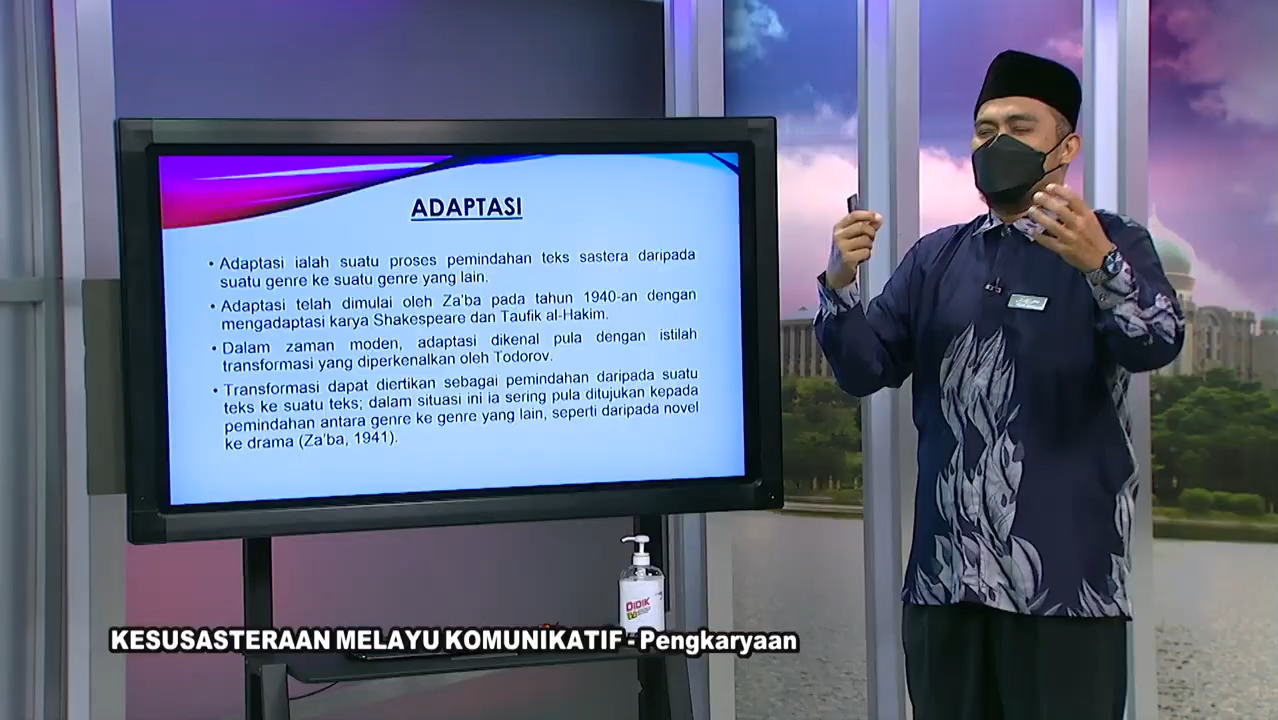 ADAPTASI
• Adaptasi ialah suatu proses pemindahan teks sastera daripada
suatu genre ke suatu genre yang lain.
• Adaptasi telah dimulai oleh Za'ba pada tahun 1940-an dengan
mengadaptasi karya Shakespeare dan Taufik al-Hakim.
• Dalam zaman moden, adaptasi dikenal pula dengan istilah
transformasi yang diperkenalkan oleh Todorov.
• Transformasi dapat diertikan sebagai pemindahan daripada suatu
teks ke suatu teks; dalam situasi ini ia sering pula ditujukan kepada
pemindahan antara genre ke genre yang lain, seperti daripada novel
ke drama (Za'ba, 1941).
DIDIK
KESUSASTERAAN MELAYU KOMUNIKATIF - Pengkaryaan